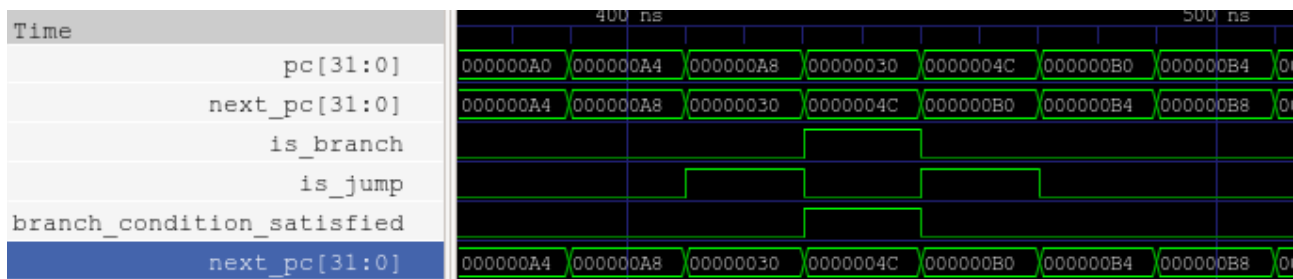 400 ns 500 ns
Time
pc[31:0] 000000A0 000000A4 000000A8 00000030 0000004C 000000B0 000000B4
next_pc[31:0] 000000A4 000000A8 00000030 0000004C 000000B0 000000B4 000000B8
is_branch
is_jump
branch_condition_satisfied
next_pc[31:0] 000000A4 000000A8 00000030 0000004C 000000B0 000000B4 000000B8